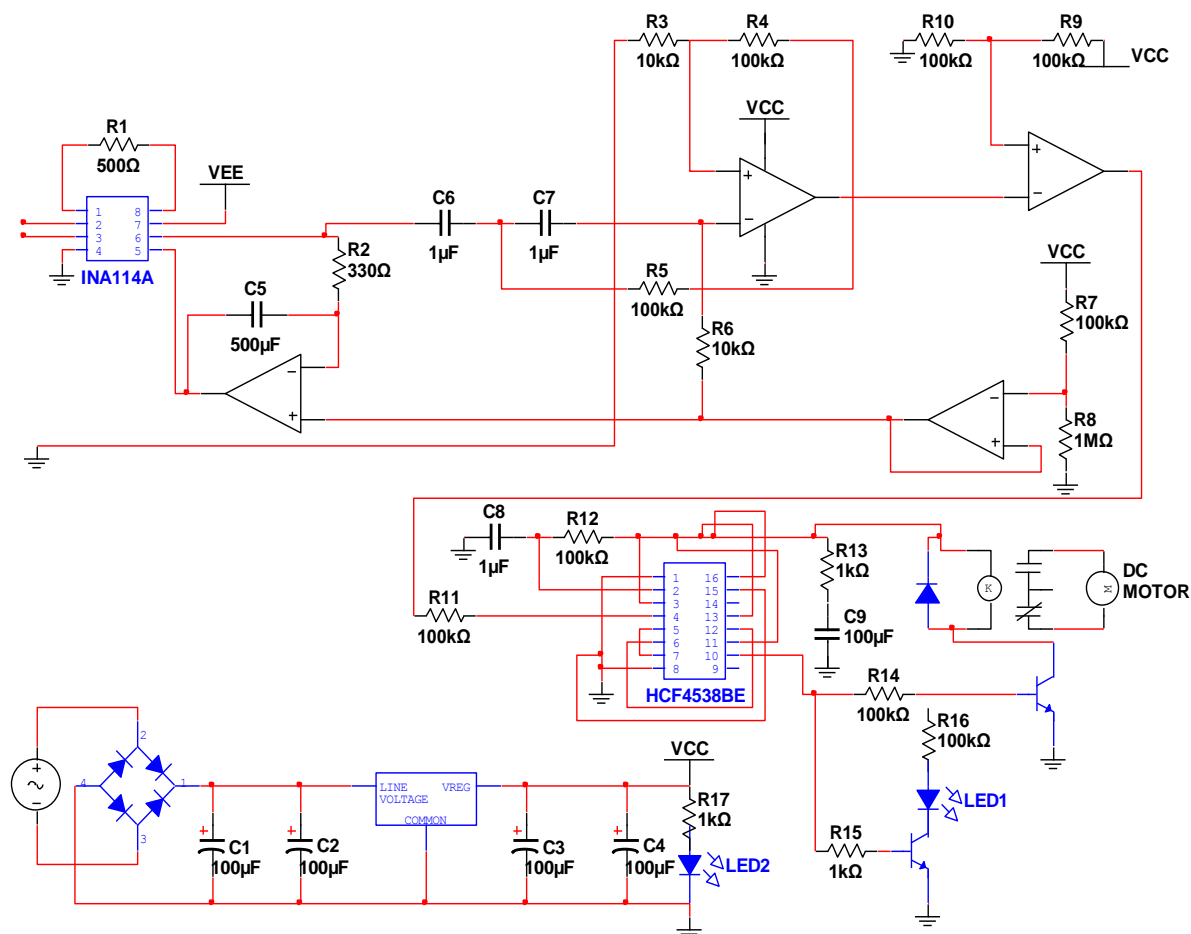 R3
10kΩ
R4
100kΩ
R10
100kΩ
R9
100kΩ
VCC
R1
500Ω
VEE
VCC
+
−
+
−
1
2
3
4
8
7
6
5
INA114A
C6
1µF
C7
1µF
R2
330Ω
R5
100kΩ
VCC
R7
100kΩ
C5
500µF
R6
10kΩ
−
+
−
+
R8
1MΩ
C8
1µF
R12
100kΩ
R13
1kΩ
C9
100µF
K
M
DC
MOTOR
R11
100kΩ
1
2
3
4
5
6
7
8
16
15
14
13
12
11
10
9
HCF4538BE
R14
100kΩ
R16
100kΩ
LED1
R15
1kΩ
+
−
2
4
1
3
LINE
VOLTAGE
VREG
COMMON
VCC
R17
1kΩ
+
C1
100µF
+
C2
100µF
+
C3
100µF
+
C4
100µF
LED2